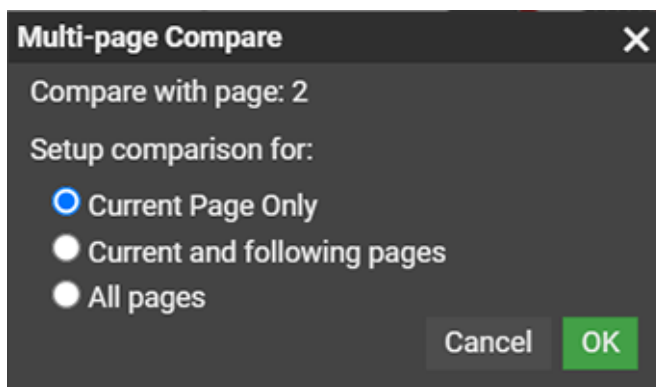 Multi-page Compare
Compare with page: 2
Setup comparison for:
Current Page Only
Current and following pages
All pages
Cancel OK